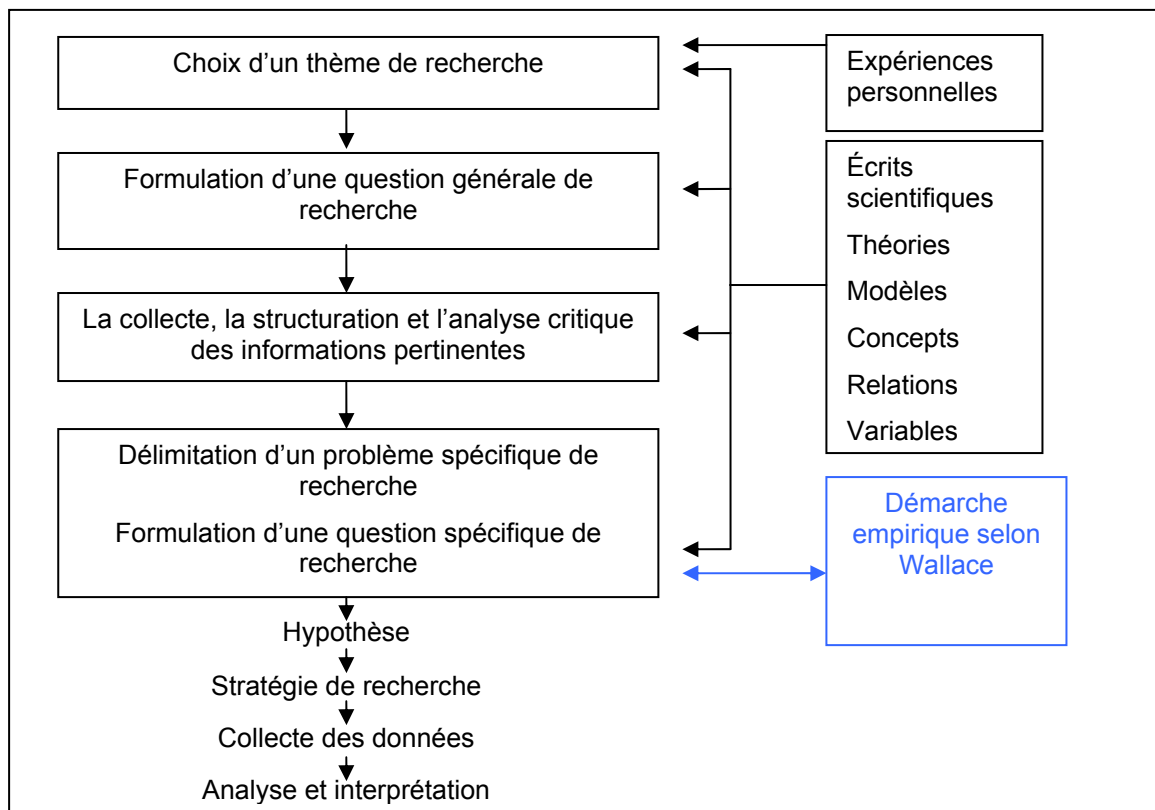 Choix d’un thème de recherche
Formulation d’une question générale de
recherche
La collecte, la structuration et l’analyse critique
des informations pertinentes
Délimitation d’un problème spécifique de
recherche
Formulation d’une question spécifique de
recherche
Hypothèse
Stratégie de recherche
Collecte des données
Analyse et interprétation
Expériences
personnelles
Écrits
scientifiques
Théories
Modèles
Concepts
Relations
Variables
Démarche
empirique selon
Wallace